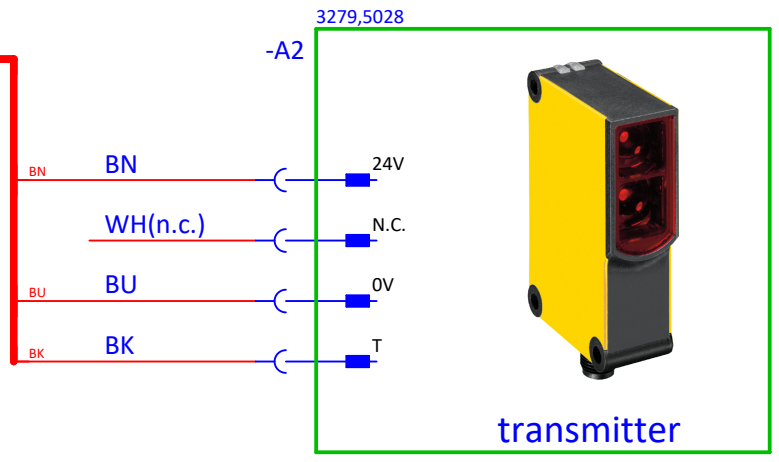 3279,5028
-A2
BN BN 24V
WH(n.c.) N.C.
BU BU 0V
BK BK T
transmitter